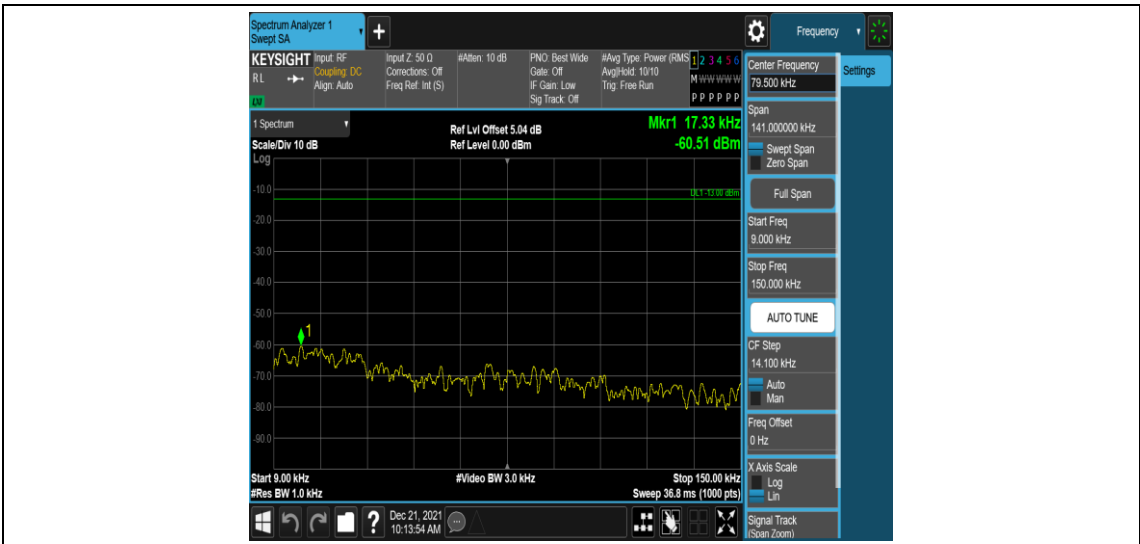 Spectrum Analyzer 1
Swept SA
+
Frequency
KEYSIGHT
RL
LNI
Input: RF
Coupling: DC
Align: Auto
Input Z: 50 Ω
Corrections: Off
Freq Ref: Int (S)
#Atten: 10 dB
PNO: Best Wide
Gate: Off
IF Gain: Low
Sig Track: Off
#Avg Type: Power (RMS
Avg|Hold: 10/10
Trig: Free Run
1 2 3 4 5 6
M W W W W W
P P P P P P
Center Frequency
79.500 kHz
Settings
Span
141.000000 kHz
Swept Span
Zero Span
Full Span
Start Freq
9.000 kHz
Stop Freq
150.000 kHz
AUTO TUNE
CF Step
14.100 kHz
Auto
Man
Freq Offset
0 Hz
X Axis Scale
Log
Lin
Signal Track
(Span Zoom)
1 Spectrum
Scale/Div 10 dB
Log
Ref Lvl Offset 5.04 dB
Ref Level 0.00 dBm
Mkr1 17.33 kHz
-60.51 dBm
DL1 -13.00 dBm
-10.0
-20.0
-30.0
-40.0
-50.0
-60.0
-70.0
-80.0
-90.0
1
Start 9.00 kHz
#Res BW 1.0 kHz
#Video BW 3.0 kHz
Stop 150.00 kHz
Sweep 36.8 ms (1000 pts)
?
Dec 21, 2021
10:13:54 AM